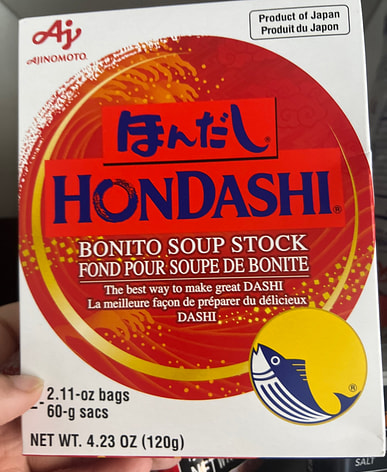 Aj
AJINOMOTO
Product of Japan
Produit du Japon
ほんだし®
HONDASHI®
BONITO SOUP STOCK
FOND POUR SOUPE DE BONITE
The best way to make great DASHI
La meilleure façon de préparer du délicieux
DASHI
®
2.11-oz bags
60-g sacs
NET WT. 4.23 OZ (120g)
SALT